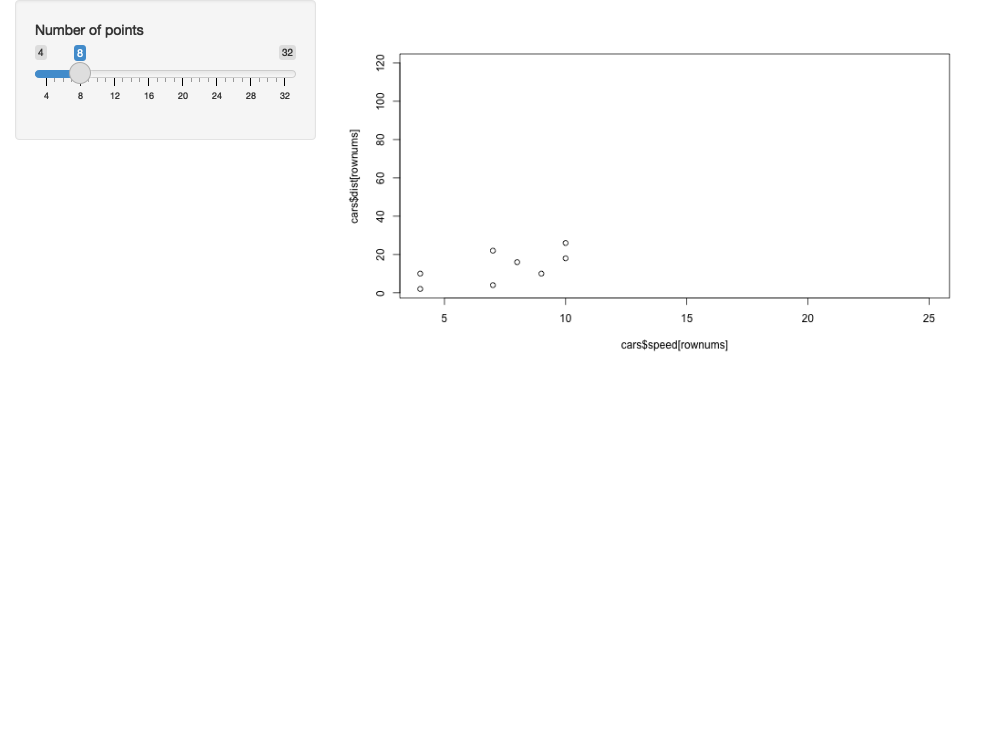 Number of points
4 8 32
4 8 12 16 20 24 28 32
120
100
80
60
40
20
0
cars$dist[rownums]
5 10 15 20 25
cars$speed[rownums]